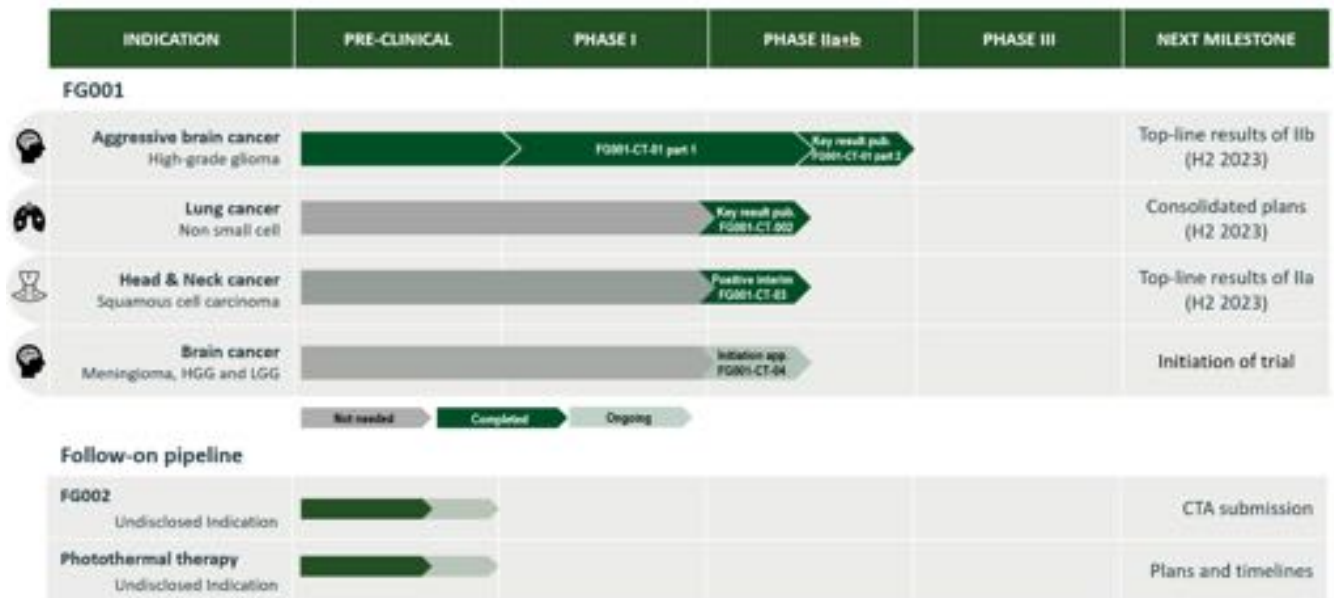 INDICATION PRE-CLINICAL PHASE I PHASE IIa+b PHASE III NEXT MILESTONE
FG001
Aggressive brain cancer
High-grade glioma
FG001-CT-01 part 1
Key result pub.
FG001-CT-01 part 2
Top-line results of IIb
(H2 2023)
Lung cancer
Non small cell
Key result pub.
FG001-CT-002
Consolidated plans
(H2 2023)
Head & Neck cancer
Squamous cell carcinoma
Positive interim
FG001-CT-03
Top-line results of IIa
(H2 2023)
Brain cancer
Meningioma, HGG and LGG
Initiation app.
FG001-CT-04
Initiation of trial
Not needed Completed Ongoing
Follow-on pipeline
FG002
Undisclosed Indication
CTA submission
Photothermal therapy
Undisclosed Indication
Plans and timelines